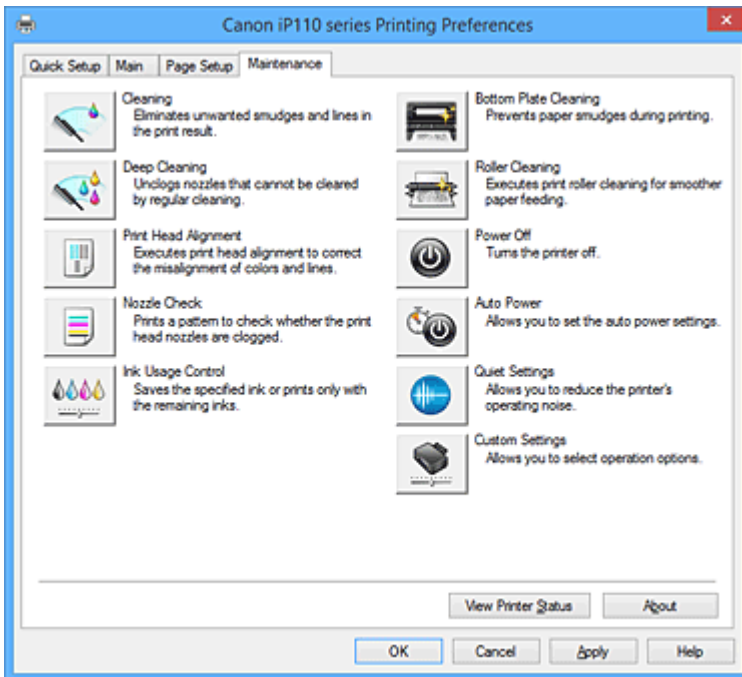 Canon iP110 series Printing Preferences
Quick Setup Main Page Setup Maintenance
Cleaning
Eliminates unwanted smudges and lines in
the print result.
Deep Cleaning
Unclogs nozzles that cannot be cleared
by regular cleaning.
Print Head Alignment
Executes print head alignment to correct
the misalignment of colors and lines.
Nozzle Check
Prints a pattern to check whether the print
head nozzles are clogged.
Ink Usage Control
Saves the specified ink or prints only with
the remaining inks.
Bottom Plate Cleaning
Prevents paper smudges during printing.
Roller Cleaning
Executes print roller cleaning for smoother
paper feeding.
Power Off
Turns the printer off.
Auto Power
Allows you to set the auto power settings.
Quiet Settings
Allows you to reduce the printer's
operating noise.
Custom Settings
Allows you to select operation options.
View Printer Status About
OK Cancel Apply Help